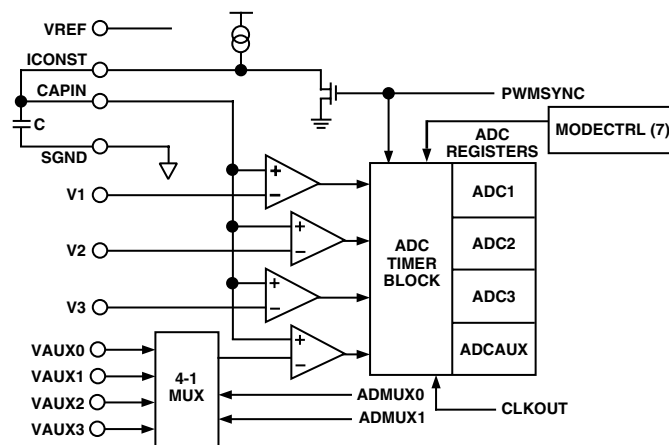 VREF
ICONST
CAPIN
C
SGND
PWMSYNC
MODECTRL (7)
ADC
REGISTERS
V1
V2
V3
+
–
+
–
+
–
+
–
ADC
TIMER
BLOCK
ADC1
ADC2
ADC3
ADCAUX
VAUX0
VAUX1
VAUX2
VAUX3
4-1
MUX
ADMUX0
ADMUX1
CLKOUT